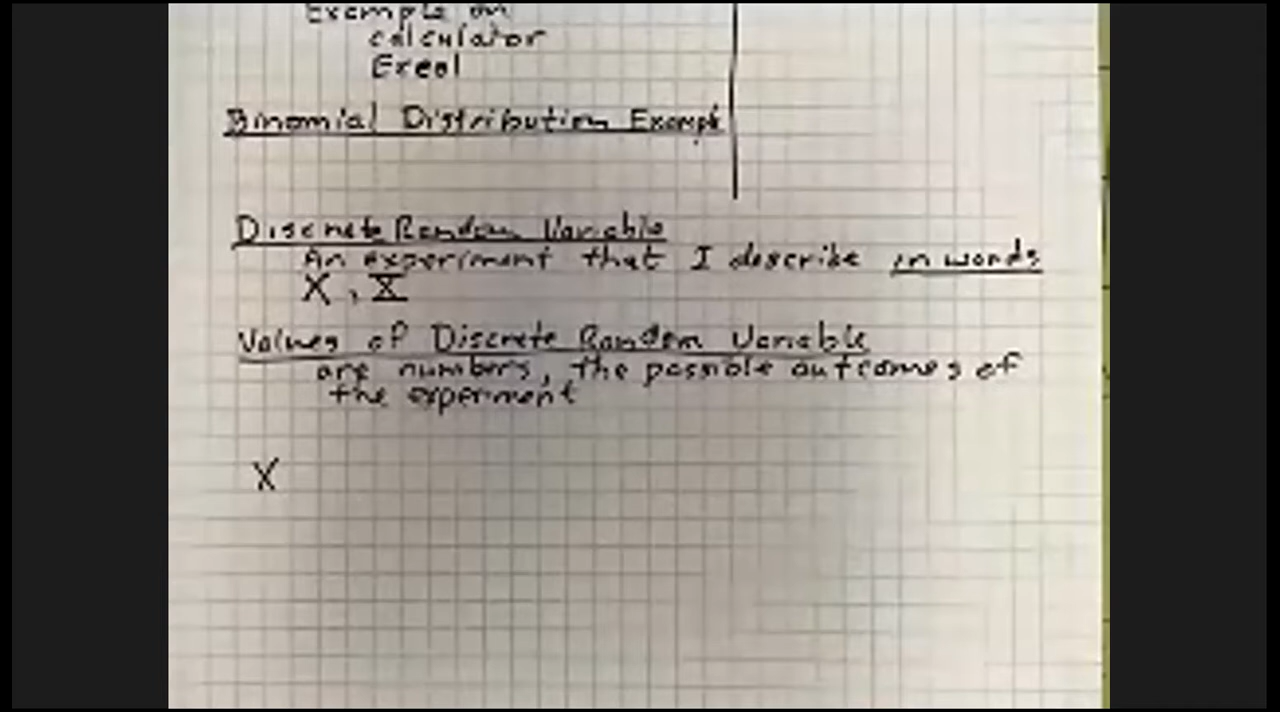 Example on
calculator
Excel
Binomial Distribution Example
Discrete Random Variable
An experiment that I describe in words
X, X
Values of Discrete Random Variable
are numbers, the possible outcomes of
the experiment
X